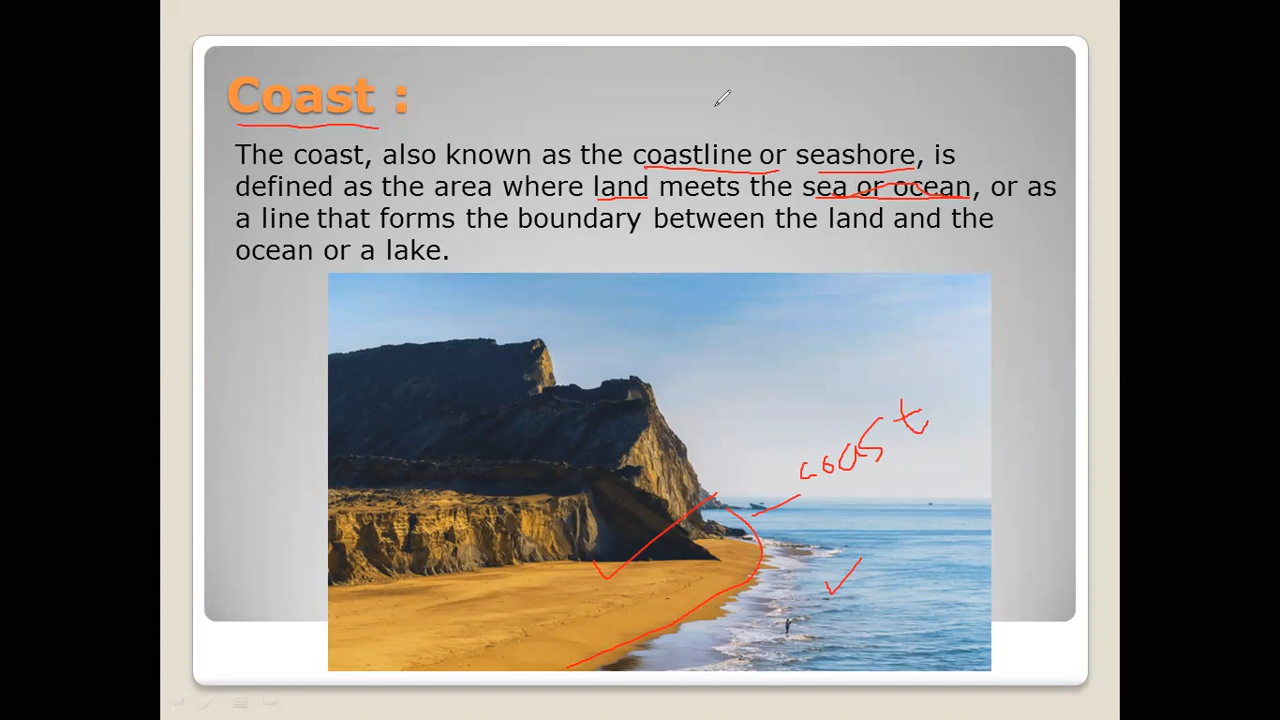 Coast :
The coast, also known as the coastline or seashore, is
defined as the area where land meets the sea or ocean, or as
a line that forms the boundary between the land and the
ocean or a lake.
coast